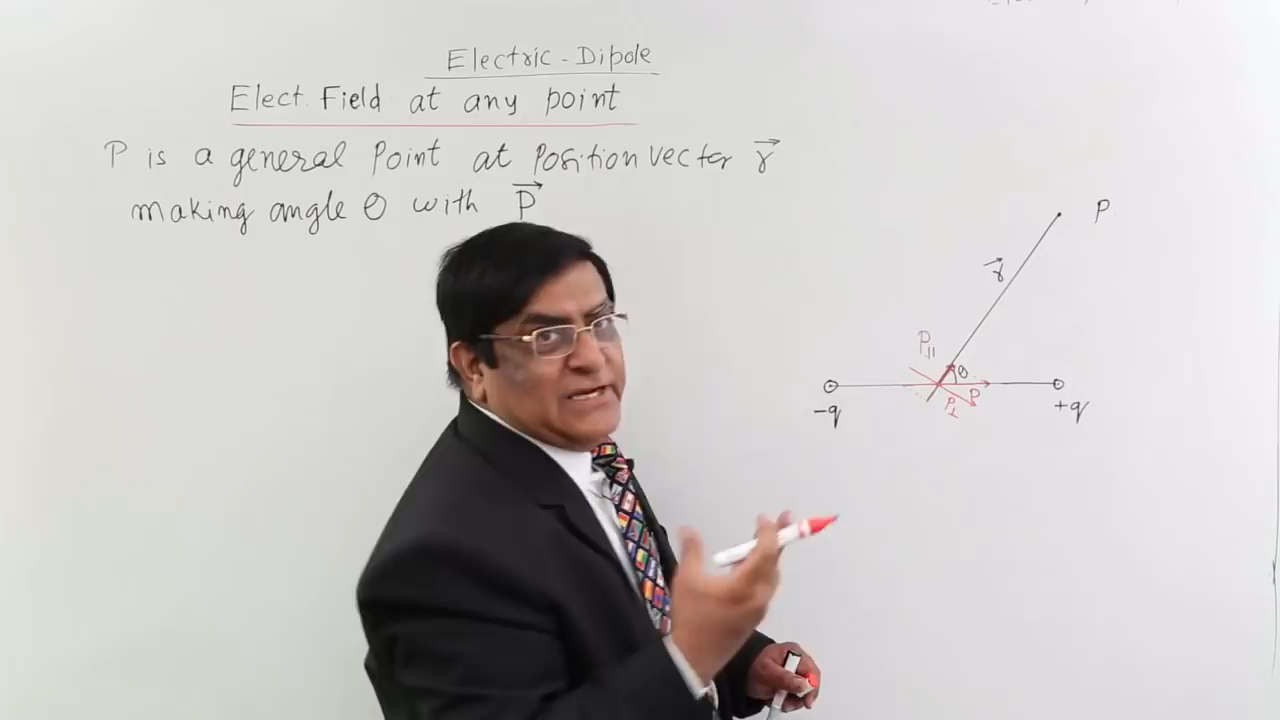 Electric-Dipole
Elect. Field at any point
P is a general Point at Position vector r⃗
making angle θ with P⃗
P
r⃗
P||
θ
P
P⊥
-q
+q